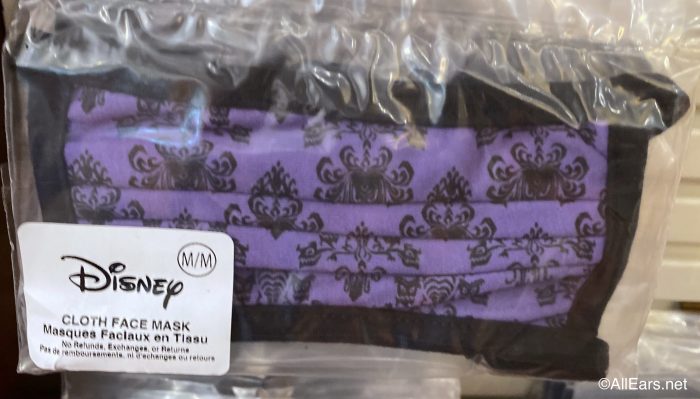 M/M
Disney
CLOTH FACE MASK
Masques Faciaux en Tissu
No Refunds, Exchanges, or Returns
Pas de remboursements, ni d'echanges ou retours
©AllEars.net